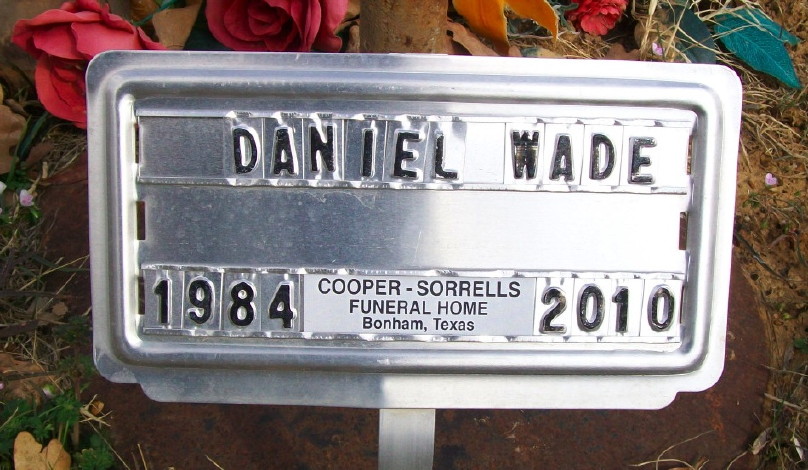 DANIEL WADE
1984 COOPER-SORRELLS 2010
FUNERAL HOME
Bonham, Texas